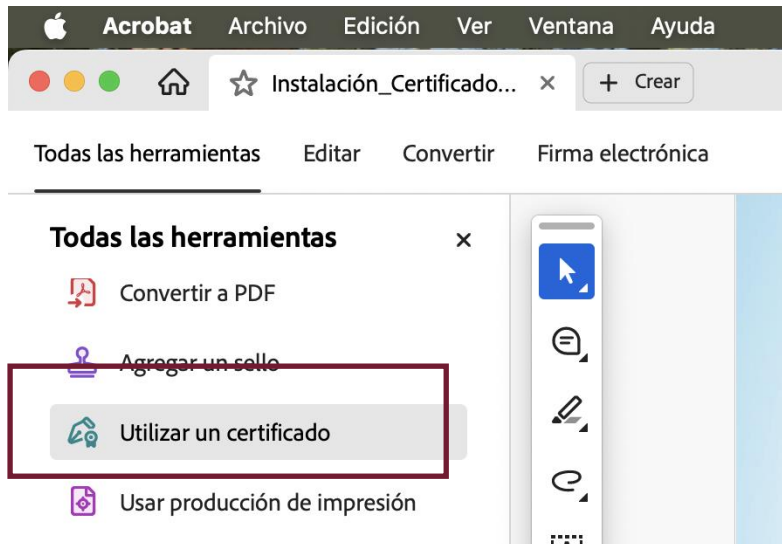 Acrobat Archivo Edición Ver Ventana Ayuda
Instalación_Certificado...
+ Crear
Todas las herramientas Editar Convertir Firma electrónica
Todas las herramientas
Convertir a PDF
Agregar un sello
Utilizar un certificado
Usar producción de impresión